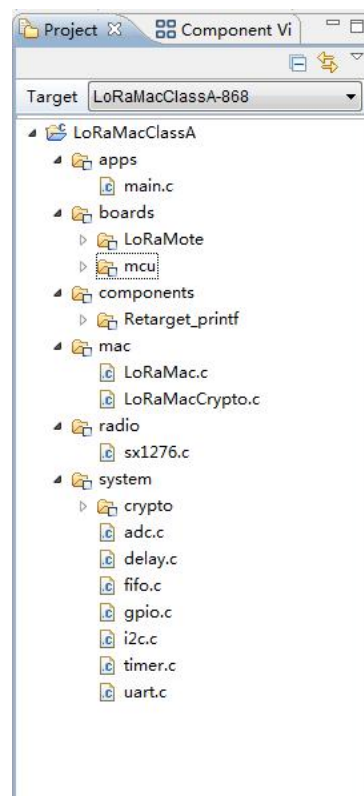 Project Component Vi
Target LoRaMacClassA-868
LoRaMacClassA
apps
main.c
boards
LoRaMote
mcu
components
Retarget_printf
mac
LoRaMac.c
LoRaMacCrypto.c
radio
sx1276.c
system
crypto
adc.c
delay.c
fifo.c
gpio.c
i2c.c
timer.c
uart.c